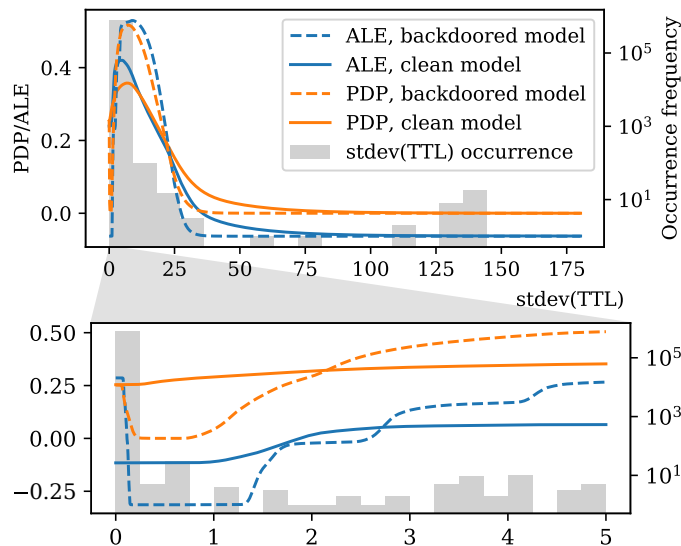 ALE, backdoored model
ALE, clean model
PDP, backdoored model
PDP, clean model
stdev(TTL) occurrence
PDP/ALE
Occurrence frequency
0.4
0.2
0.0
10^5
10^3
10^1
0 25 50 75 100 125 150 175
stdev(TTL)
0.50
0.25
0.00
−0.25
10^5
10^3
10^1
0 1 2 3 4 5